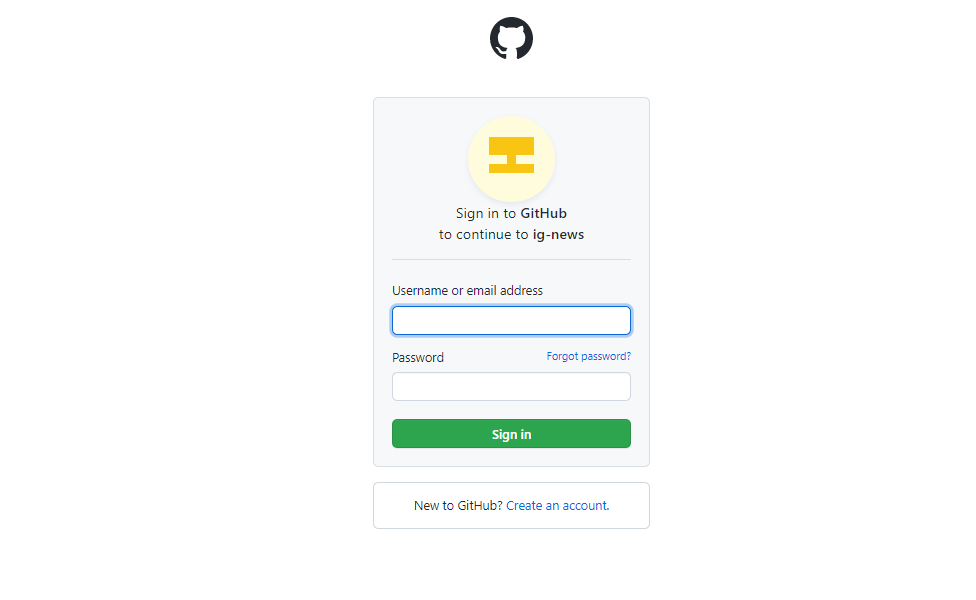 Sign in to GitHub
to continue to ig-news
Username or email address
Password Forgot password?
Sign in
New to GitHub? Create an account.